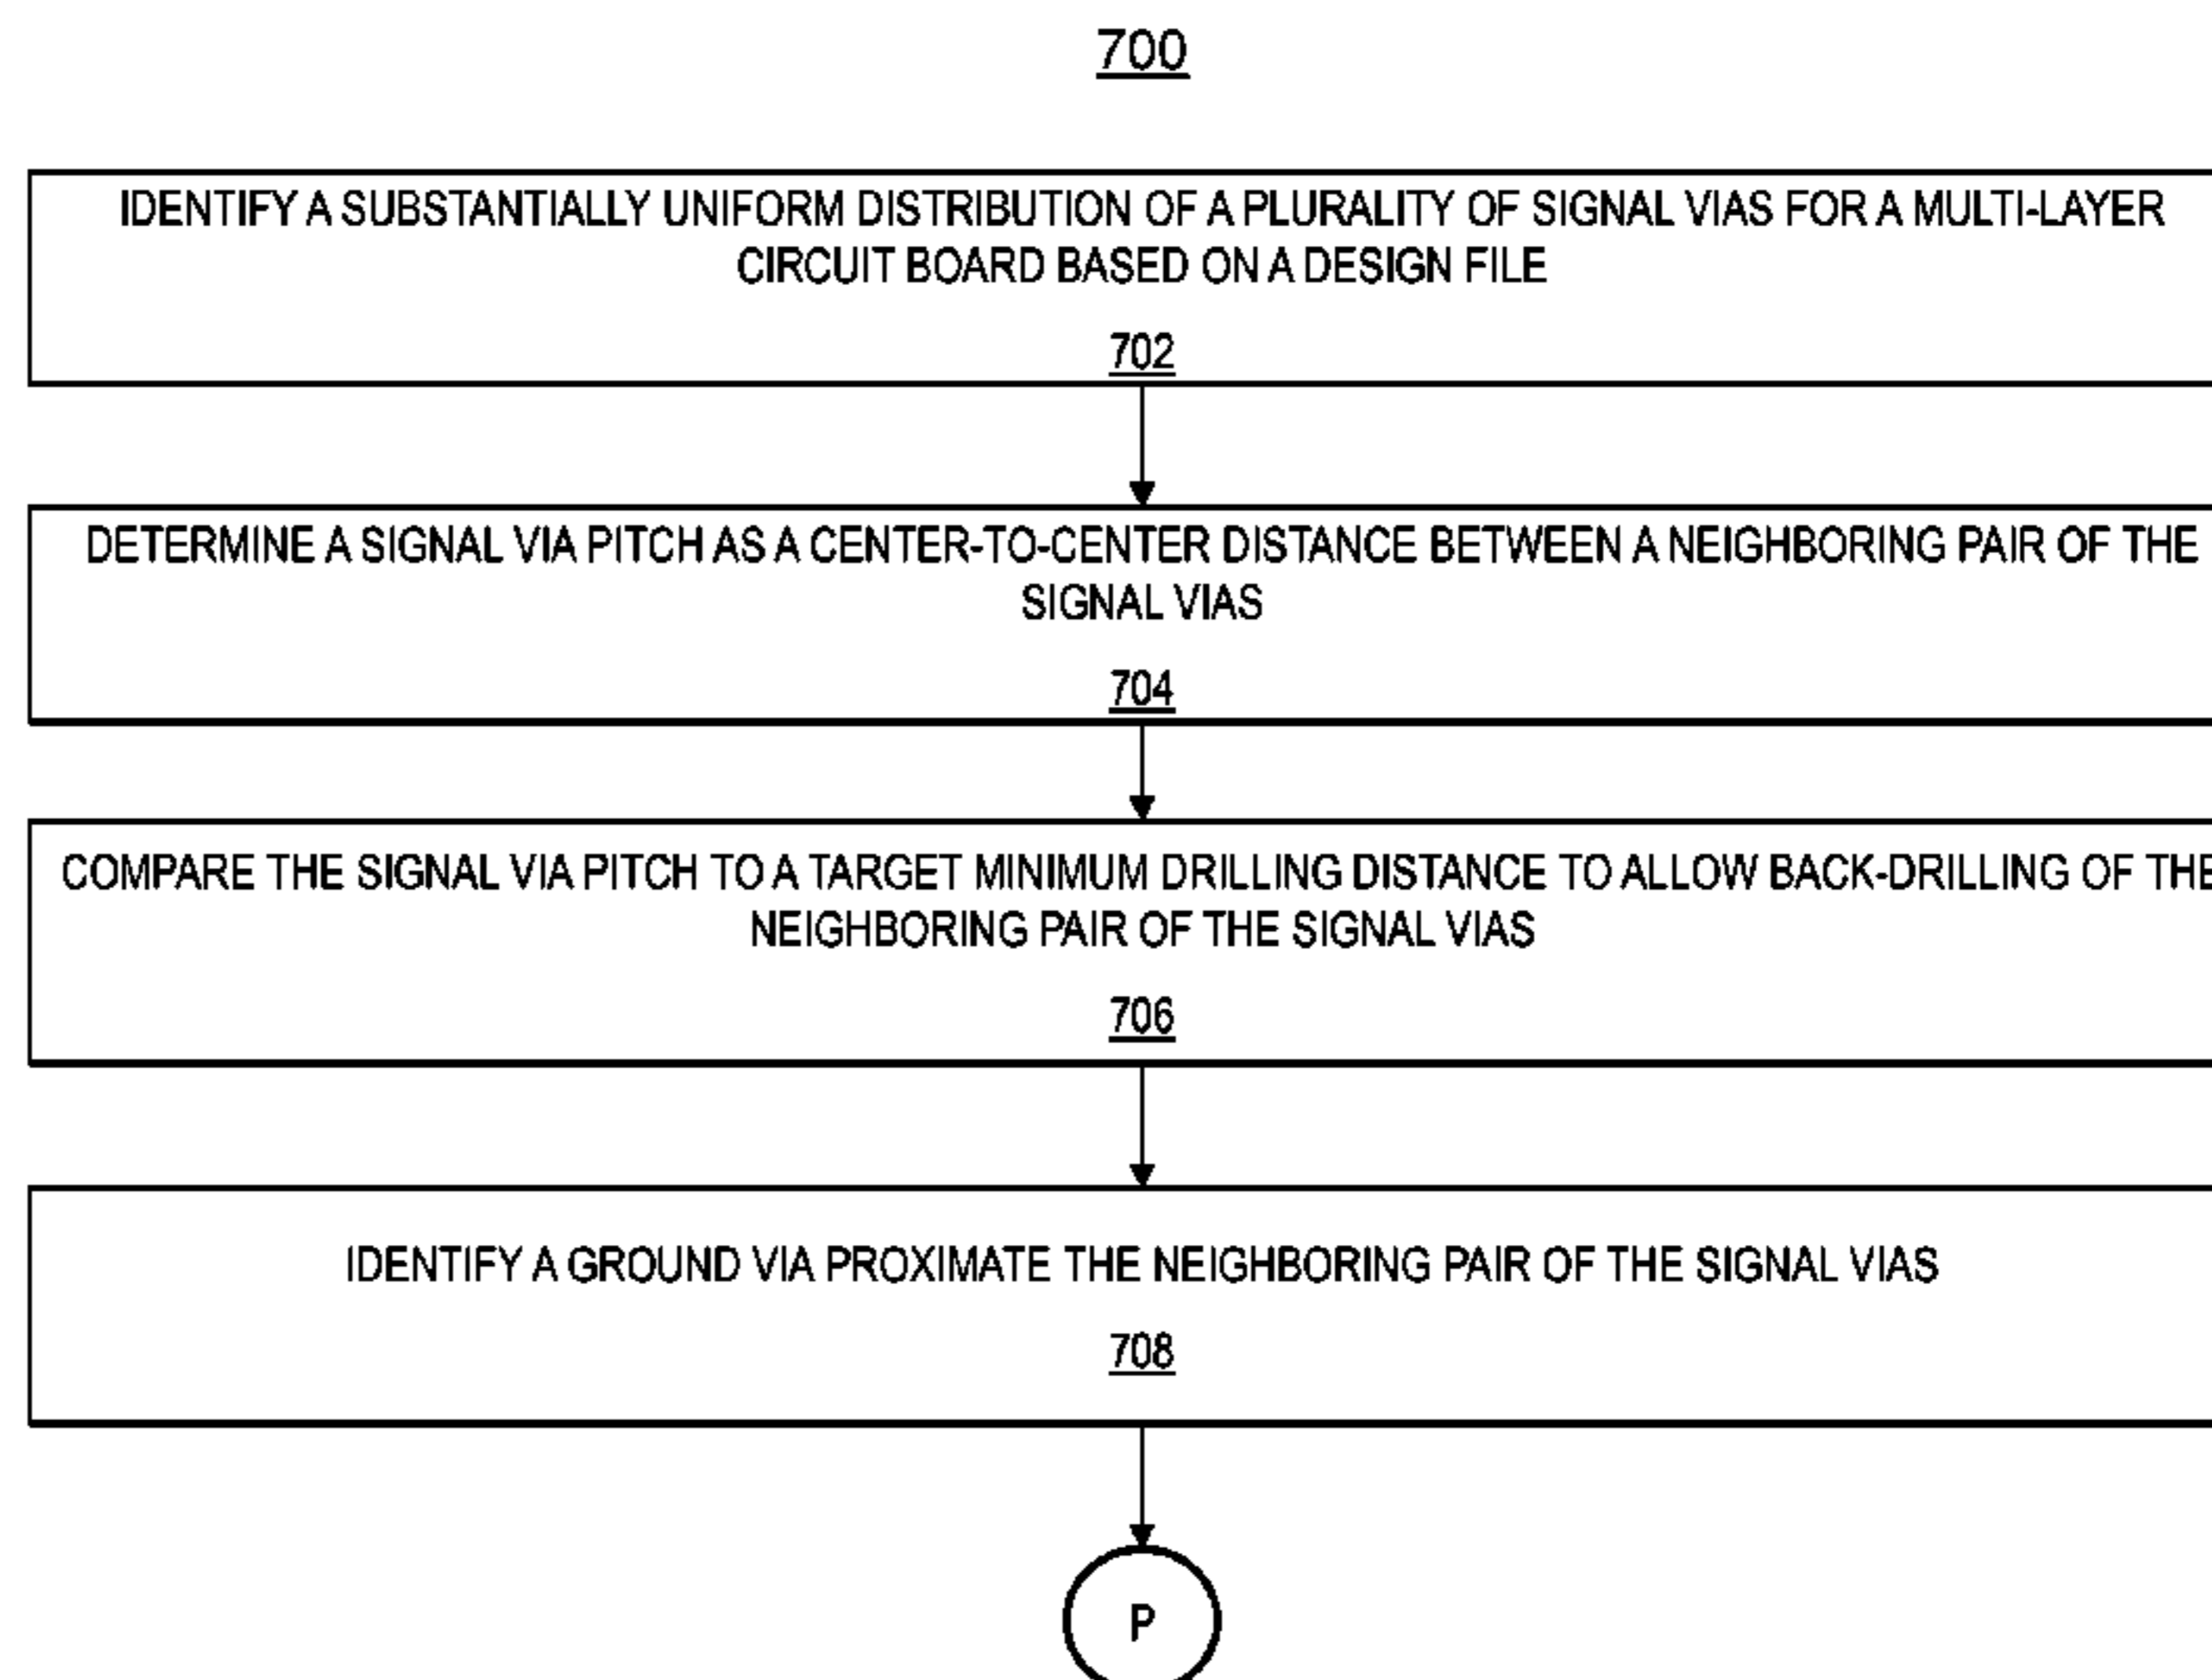 700
IDENTIFY A SUBSTANTIALLY UNIFORM DISTRIBUTION OF A PLURALITY OF SIGNAL VIAS FOR A MULTI-LAYER
CIRCUIT BOARD BASED ON A DESIGN FILE
702
DETERMINE A SIGNAL VIA PITCH AS A CENTER-TO-CENTER DISTANCE BETWEEN A NEIGHBORING PAIR OF THE
SIGNAL VIAS
704
COMPARE THE SIGNAL VIA PITCH TO A TARGET MINIMUM DRILLING DISTANCE TO ALLOW BACK-DRILLING OF THE
NEIGHBORING PAIR OF THE SIGNAL VIAS
706
IDENTIFY A GROUND VIA PROXIMATE THE NEIGHBORING PAIR OF THE SIGNAL VIAS
708
P